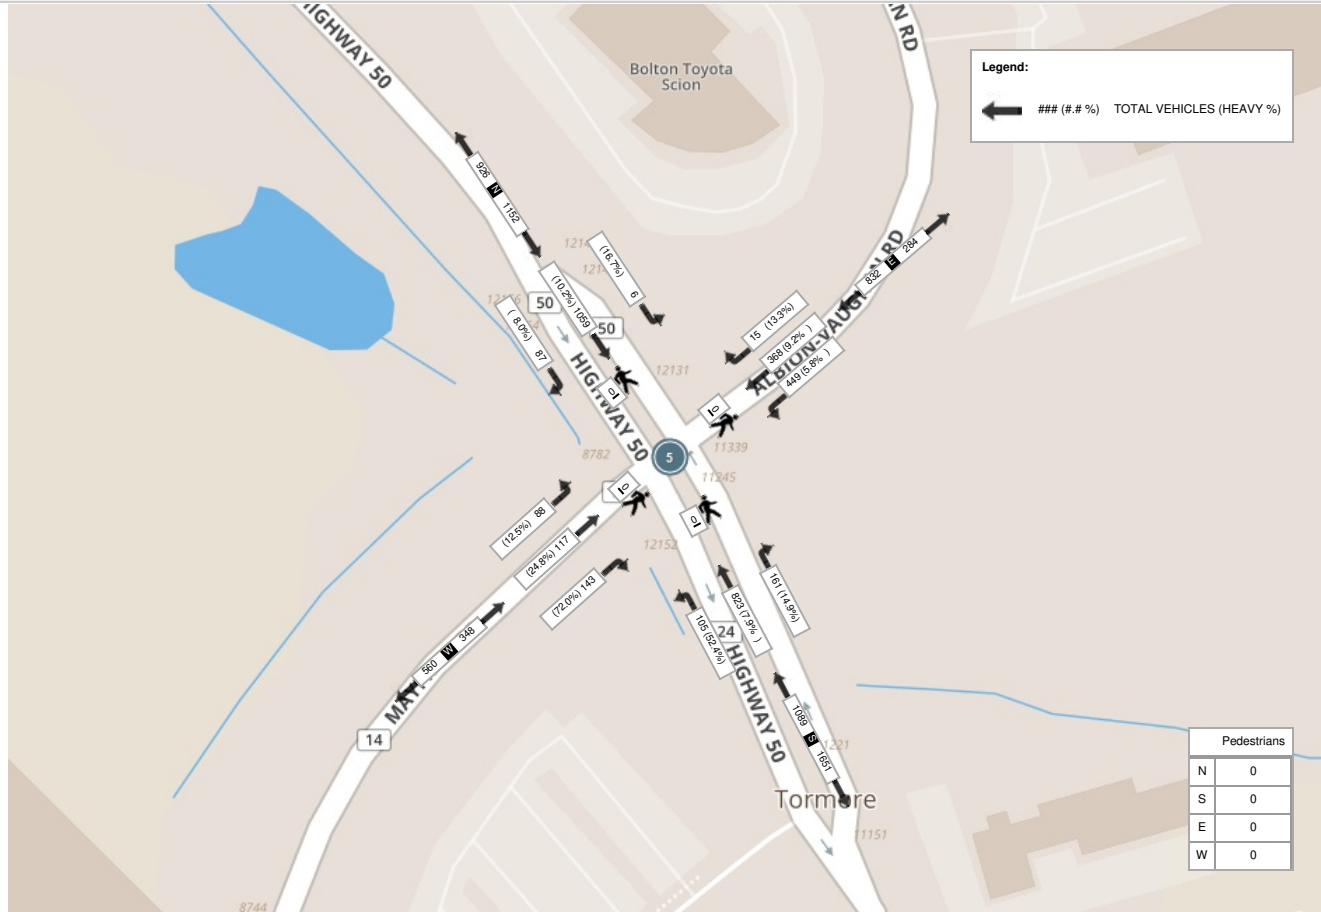 HIGHWAY 50
N RD
Bolton Toyota
Scion
Legend:
### (#.# %) TOTAL VEHICLES (HEAVY %)
926 N 1152
(16.7%) 6
(10.2%) 1059
( 8.0%) 87
50
50
284
E
832
15 (13.3%)
368 (9.2% )
449 (5.8% )
12131
HIGHWAY 50
0
0
5
8782
11339
11245
0
0
(12.5%) 88
(24.8%) 117
(72.0%) 143
12152
161 (14.9%)
823 (7.9% )
105 (52.4%)
24
HIGHWAY 50
560 W 348
14
1089 S 1651
1221
Tormore
11151
8744
Pedestrians
N 0
S 0
E 0
W 0